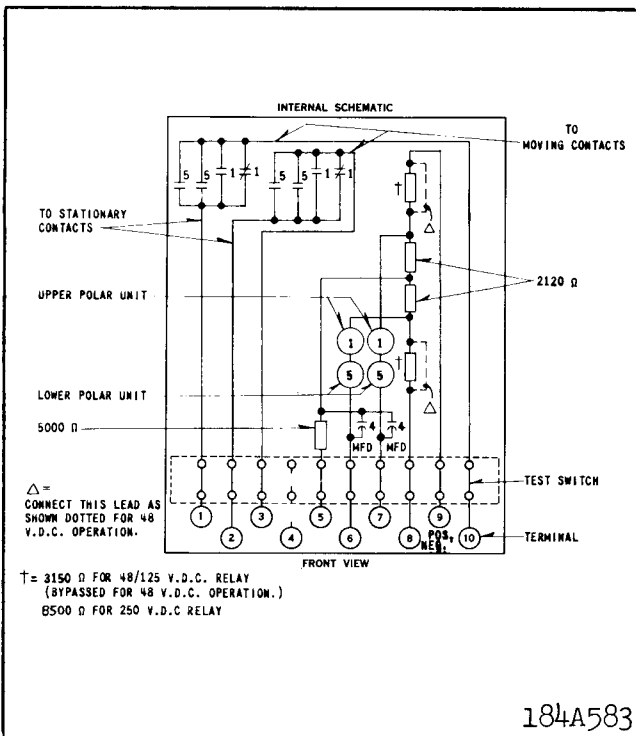 INTERNAL SCHEMATIC
TO
MOVING CONTACTS
5 5 1 1 5 5 1 1
†
TO STATIONARY
CONTACTS
Δ
2120 Ω
UPPER POLAR UNIT
1 1
†
LOWER POLAR UNIT
5 5
Δ
5000 Ω
4 4
MFD MFD
TEST SWITCH
Δ =
CONNECT THIS LEAD AS
SHOWN DOTTED FOR 48
V.D.C. OPERATION.
1 3 5 7 9
2 4 6 8 10
POS.
NEG.
TERMINAL
FRONT VIEW
† = 3150 Ω FOR 48/125 V.D.C. RELAY
(BYPASSED FOR 48 V.D.C. OPERATION.)
8500 Ω FOR 250 V.D.C RELAY
184A583